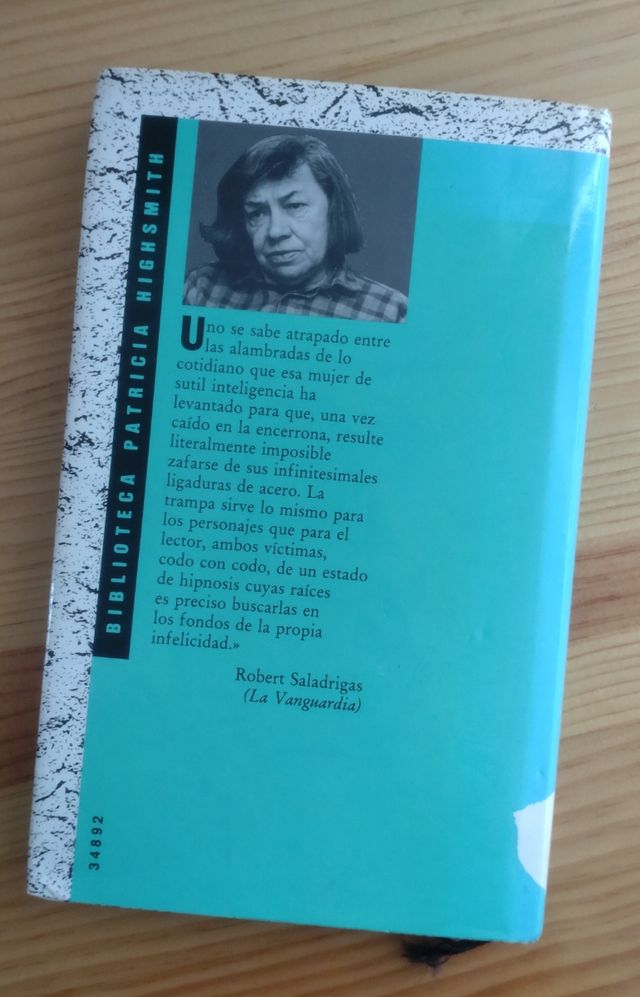 BIBLIOTECA PATRICIA HIGHSMITH
Uno se sabe atrapado entre
las alambradas de lo
cotidiano que esa mujer de
sutil inteligencia ha
levantado para que, una vez
caído en la encerrona, resulte
literalmente imposible
zafarse de sus infinitesimales
ligaduras de acero. La
trampa sirve lo mismo para
los personajes que para el
lector, ambos víctimas,
codo con codo, de un estado
de hipnosis cuyas raíces
es preciso buscarlas en
los fondos de la propia
infelicidad.»
Robert Saladrigas
(La Vanguardia)
34892